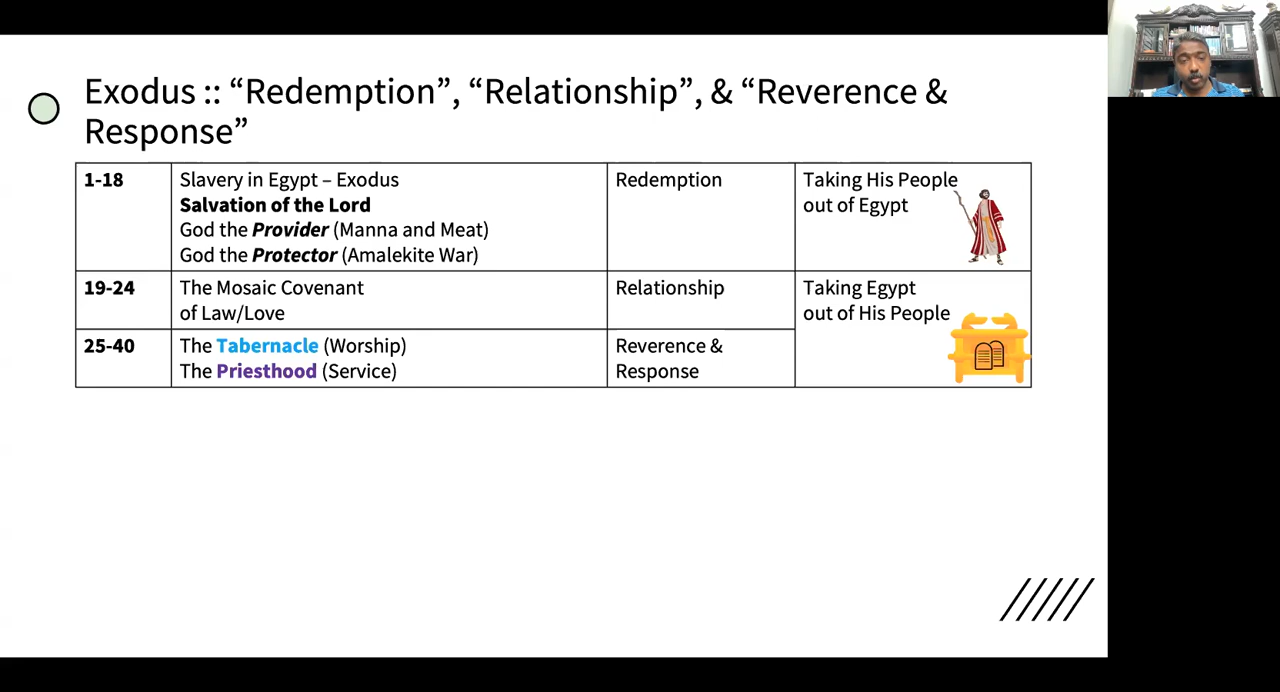 Exodus :: “Redemption”, “Relationship”, & “Reverence &
Response”
1-18
Slavery in Egypt – Exodus
Salvation of the Lord
God the Provider (Manna and Meat)
God the Protector (Amalekite War)
Redemption
Taking His People
out of Egypt
19-24
The Mosaic Covenant
of Law/Love
Relationship
Taking Egypt
out of His People
25-40
The Tabernacle (Worship)
The Priesthood (Service)
Reverence &
Response